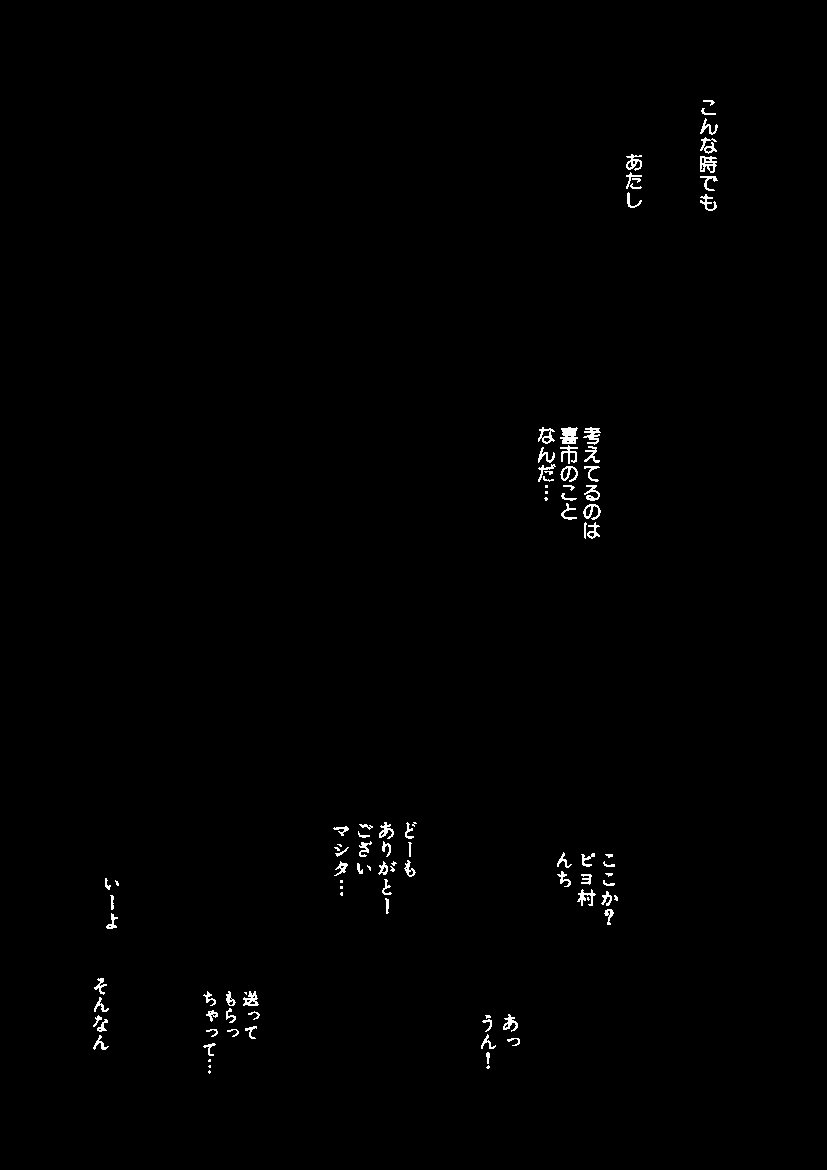 こんな時でも
あたし
考えてるのは
喜市のこと
なんだ…
ここか?
ピヨ村
んち
あっ
うん!
どーも
ありがとー
ござい
マシタ…
送って
もらっ
ちゃって…
いーよ
そんなん